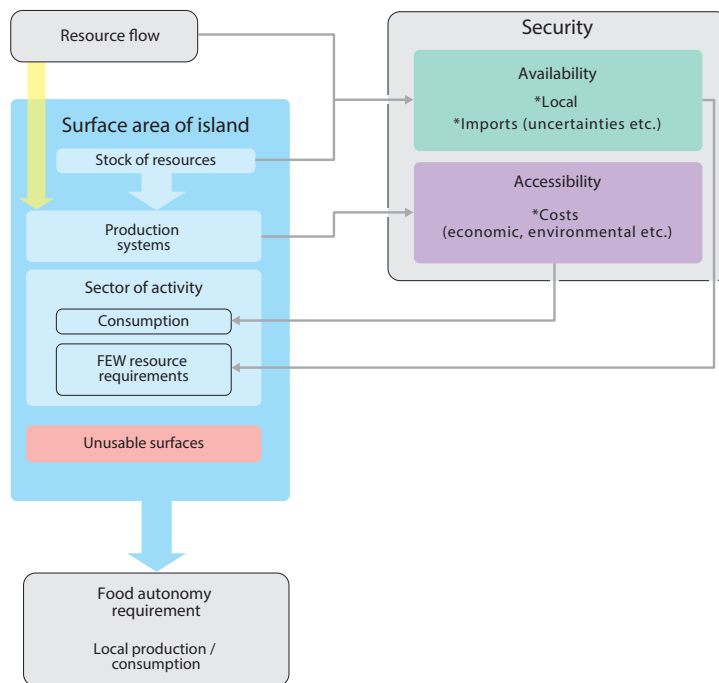 Resource flow
Surface area of island
Stock of resources
Production
systems
Sector of activity
Consumption
FEW resource
requirements
Unusable surfaces
Food autonomy
requirement
Local production /
consumption
Security
Availability
*Local
*Imports (uncertainties etc.)
Accessibility
*Costs
(economic, environmental etc.)